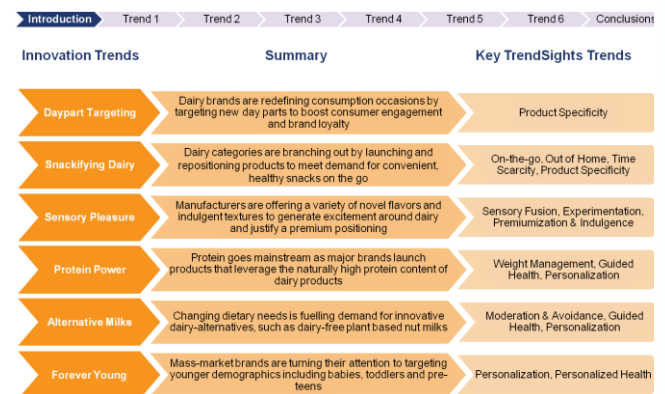 Introduction Trend 1 Trend 2 Trend 3 Trend 4 Trend 5 Trend 6 Conclusions
Innovation Trends Summary Key TrendSights Trends
Daypart Targeting
Dairy brands are redefining consumption occasions by
targeting new day parts to boost consumer engagement
and brand loyalty
Product Specificity
Snackifying Dairy
Dairy categories are branching out by launching and
repositioning products to meet demand for convenient,
healthy snacks on the go
On-the-go, Out of Home, Time
Scarcity, Product Specificity
Sensory Pleasure
Manufacturers are offering a variety of novel flavors and
indulgent textures to generate excitement around dairy
and justify a premium positioning
Sensory Fusion, Experimentation,
Premiumization & Indulgence
Protein Power
Protein goes mainstream as major brands launch
products that leverage the naturally high protein content of
dairy products
Weight Management, Guided
Health, Personalization
Alternative Milks
Changing dietary needs is fuelling demand for innovative
dairy-alternatives, such as dairy-free plant based nut milks
Moderation & Avoidance, Guided
Health, Personalization
Forever Young
Mass-market brands are turning their attention to targeting
younger demographics including babies, toddlers and pre-
teens
Personalization, Personalized Health